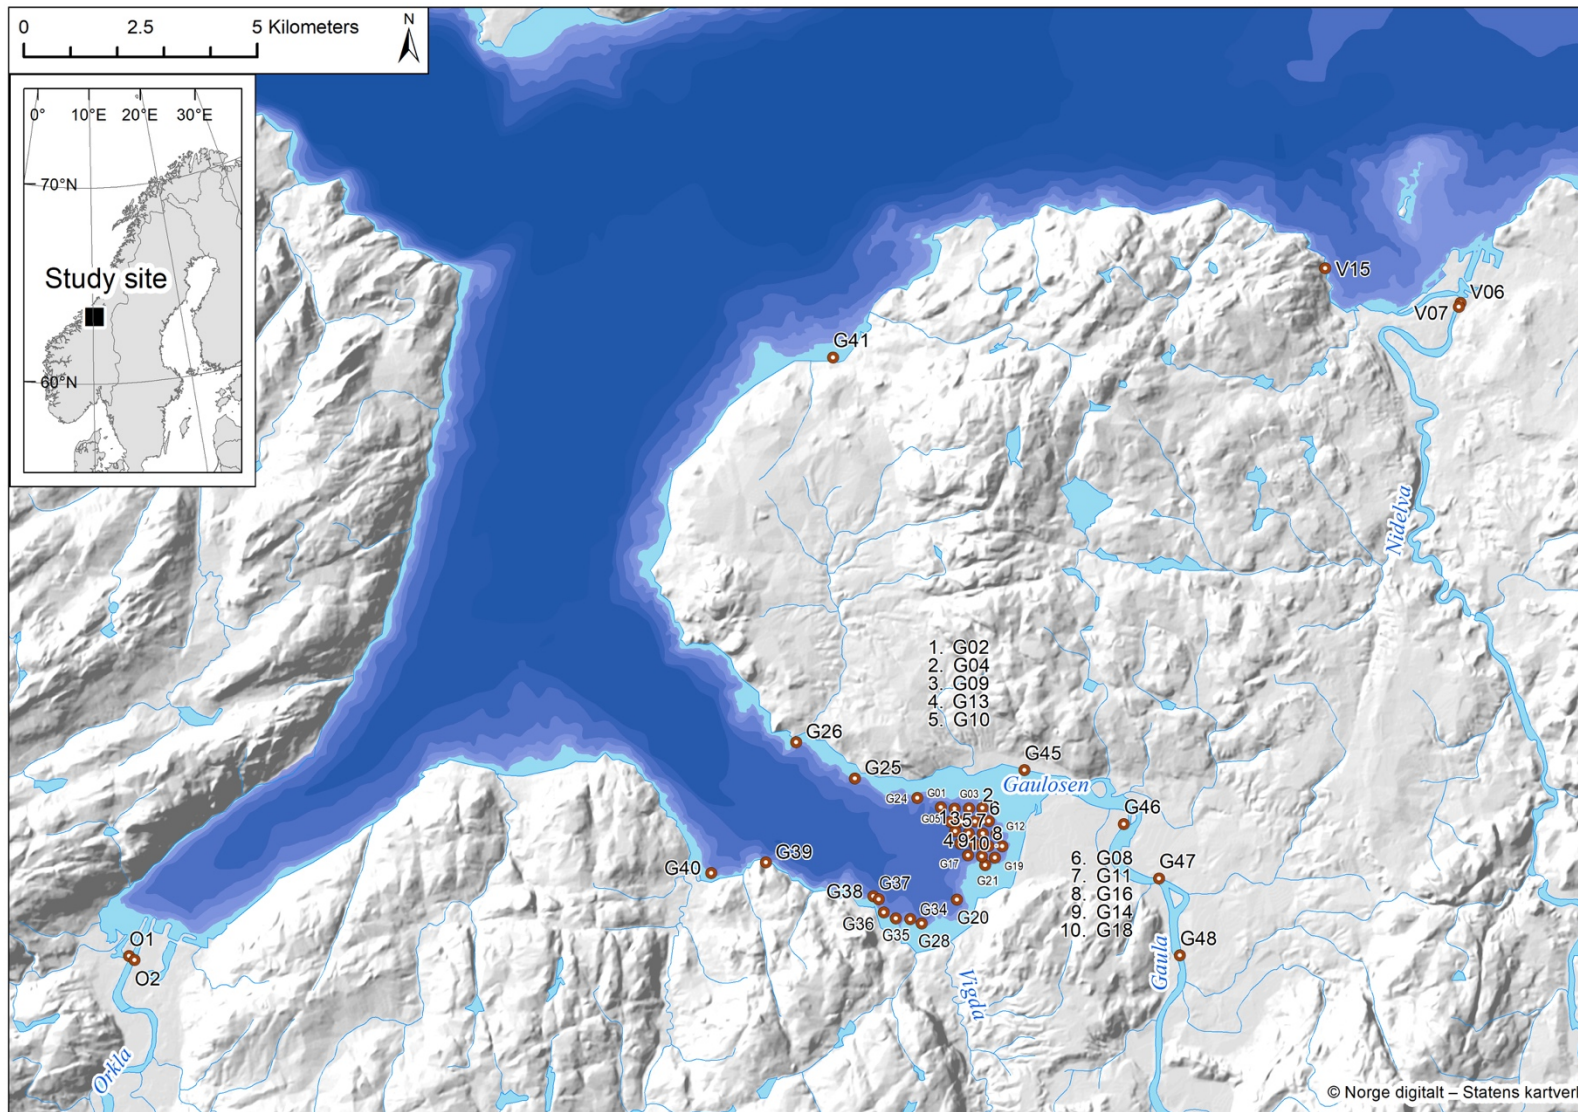 0 2.5 5 Kilometers
N
0° 10°E 20°E 30°E
70°N
Study site
60°N
V15
V06
V07
G41
Nidelva
1. G02
2. G04
3. G09
4. G13
5. G10
G26
G25
G45
Gaulosen
G24 G01 G03 2
6
G46
G05 1 3 5 7 G12
4 9 10 8
G17 G19
G21
G40 G39
6. G08
7. G11
8. G16
9. G14
10. G18
G47
G38 G37
G36 G34 G20
G35 G28
G48
Gaula
Vigda
O1
O2
Orkla
© Norge digitalt – Statens kartverk